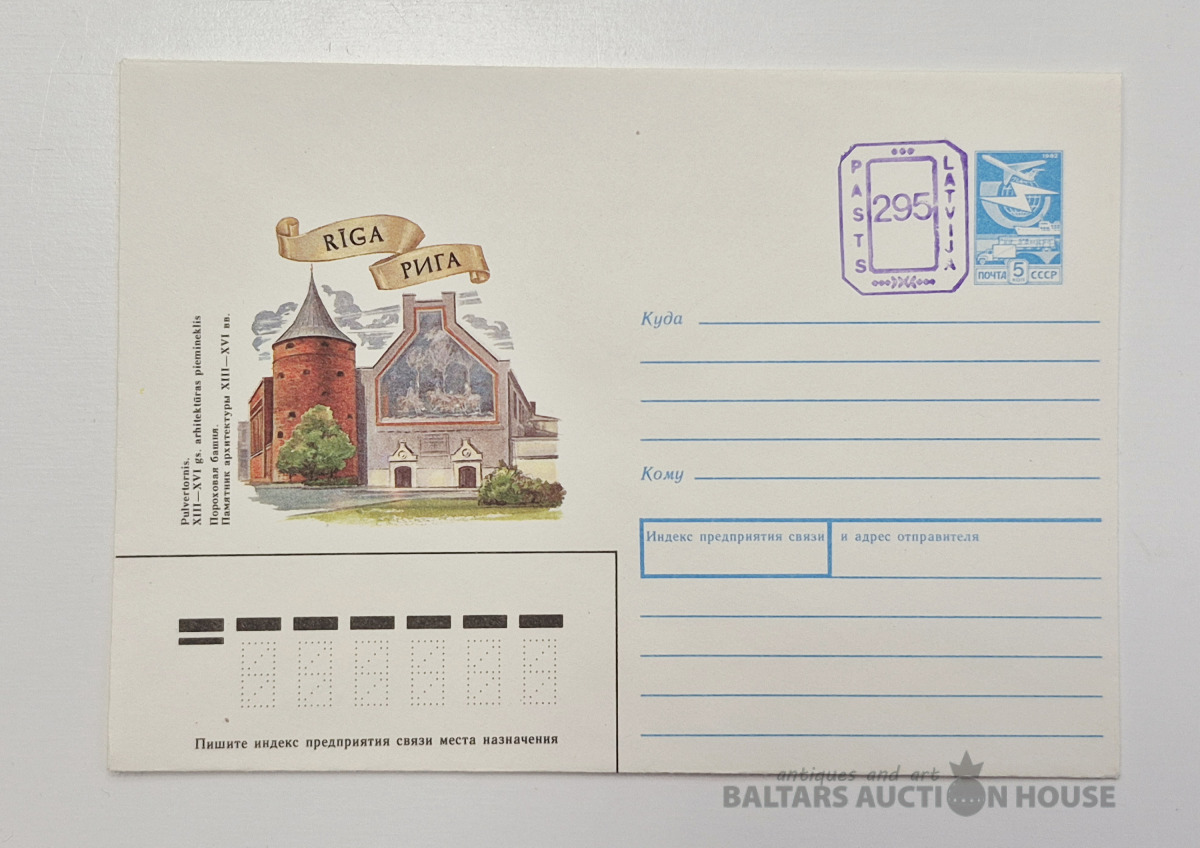 RĪGA
РИГА
Pulvertornis.
XIII—XVI gs. arhitektūras piemineklis
Пороховая башня.
Памятник архитектуры XIII—XVI вв.
PASTS
295
LATVIJA
1982
ПОЧТА 5 СССР
Куда
Кому
Индекс предприятия связи и адрес отправителя
Пишите индекс предприятия связи места назначения
antiques and art
BALTARS AUCTION HOUSE